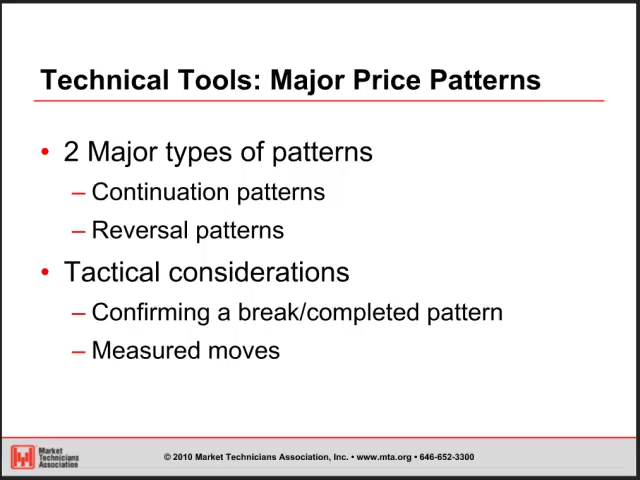 Technical Tools: Major Price Patterns
• 2 Major types of patterns
– Continuation patterns
– Reversal patterns
• Tactical considerations
– Confirming a break/completed pattern
– Measured moves
Market
Technicians
Association
© 2010 Market Technicians Association, Inc. • www.mta.org • 646-652-3300